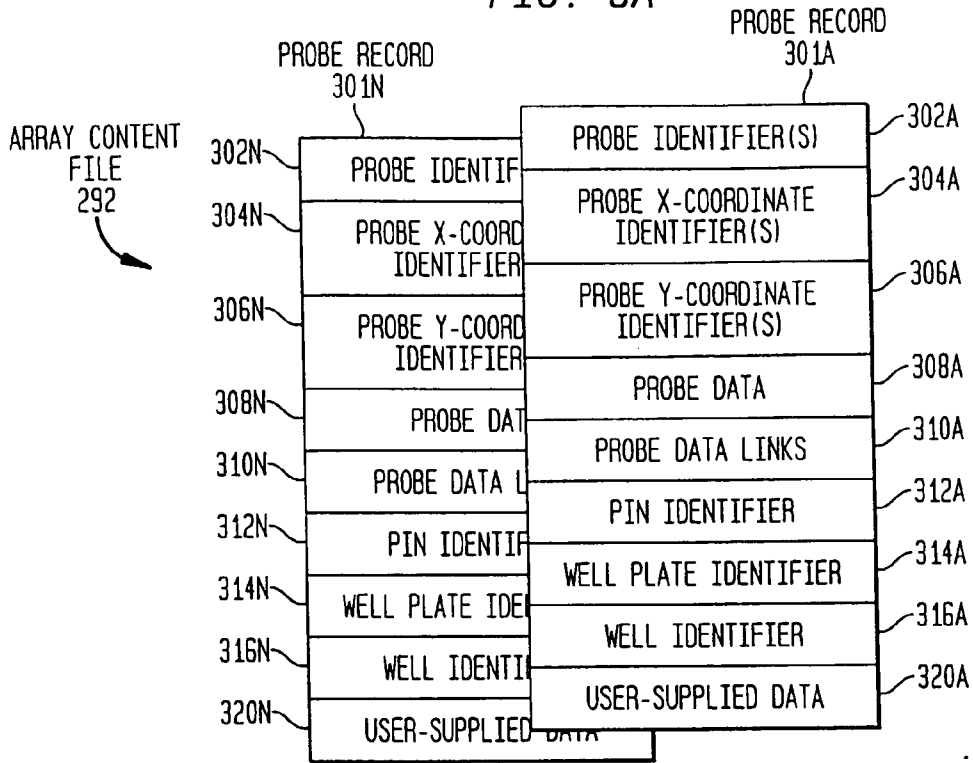 PROBE RECORD
301A
PROBE RECORD
301N
ARRAY CONTENT
FILE
292
302N
PROBE IDENTIF
304N
PROBE X-COORD
IDENTIFIER
306N
PROBE Y-COORD
IDENTIFIER
308N
PROBE DAT
310N
PROBE DATA L
312N
PIN IDENTIF
314N
WELL PLATE IDE
316N
WELL IDENTI
320N
USER-SUPPLIED DATA
PROBE IDENTIFIER(S)
302A
PROBE X-COORDINATE
IDENTIFIER(S)
304A
PROBE Y-COORDINATE
IDENTIFIER(S)
306A
PROBE DATA
308A
PROBE DATA LINKS
310A
PIN IDENTIFIER
312A
WELL PLATE IDENTIFIER
314A
WELL IDENTIFIER
316A
USER-SUPPLIED DATA
320A